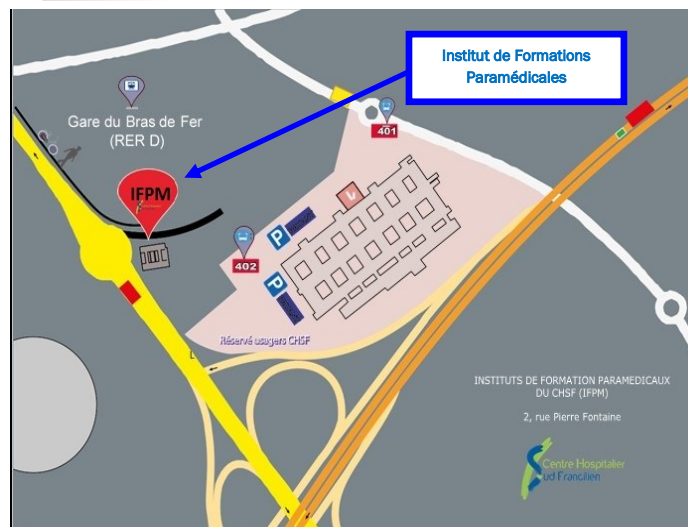 Institut de Formations
Paramédicales
Gare du Bras de Fer
(RER D)
401
IFPM
402
P
P
Réservé usagers CHSF
INSTITUTS DE FORMATION PARAMEDICAUX
DU CHSF (IFPM)
2, rue Pierre Fontaine
Centre Hospitalier
Sud Francilien